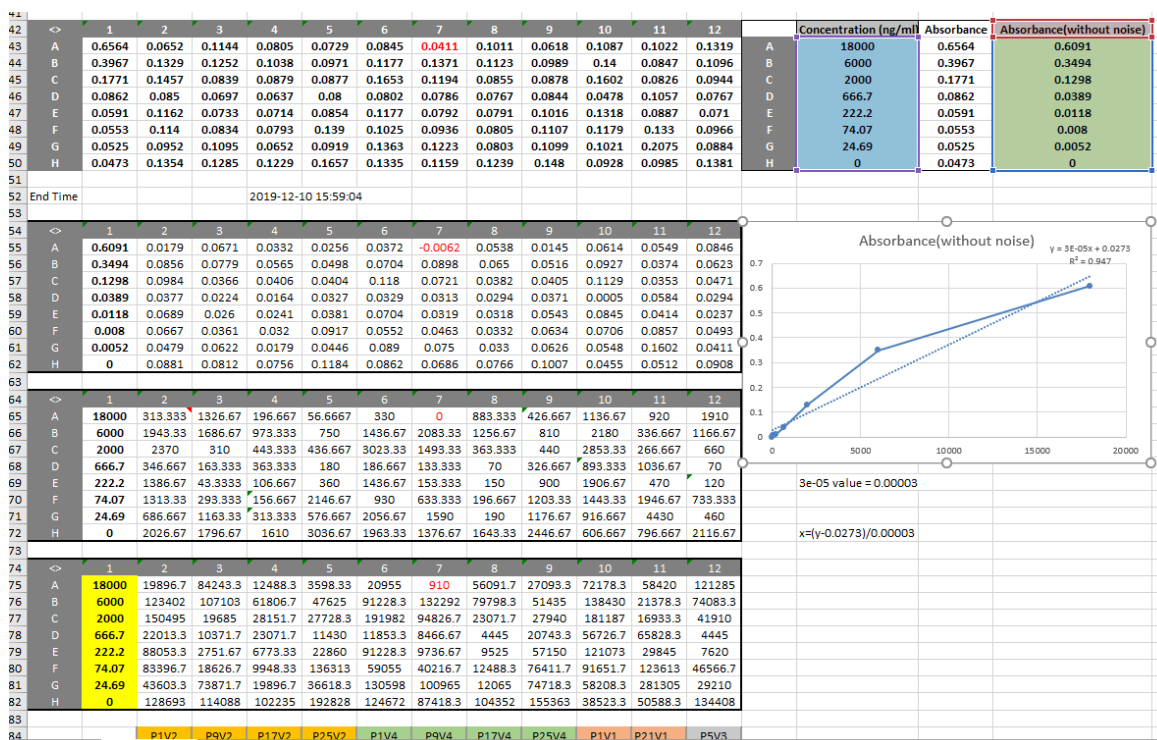 41
42 <> 1 2 3 4 5 6 7 8 9 10 11 12 Concentration (ng/ml) Absorbance Absorbance(without noise)
43 A 0.6564 0.0652 0.1144 0.0805 0.0729 0.0845 0.0411 0.1011 0.0618 0.1087 0.1022 0.1319 A 18000 0.6564 0.6091
44 B 0.3967 0.1329 0.1252 0.1038 0.0971 0.1177 0.1371 0.1123 0.0989 0.14 0.0847 0.1096 B 6000 0.3967 0.3494
45 C 0.1771 0.1457 0.0839 0.0879 0.0877 0.1653 0.1194 0.0855 0.0878 0.1602 0.0826 0.0944 C 2000 0.1771 0.1298
46 D 0.0862 0.085 0.0697 0.0637 0.08 0.0802 0.0786 0.0767 0.0844 0.0478 0.1057 0.0767 D 666.7 0.0862 0.0389
47 E 0.0591 0.1162 0.0733 0.0714 0.0854 0.1177 0.0792 0.0791 0.1016 0.1318 0.0887 0.071 E 222.2 0.0591 0.0118
48 F 0.0553 0.114 0.0834 0.0793 0.139 0.1025 0.0936 0.0805 0.1107 0.1179 0.133 0.0966 F 74.07 0.0553 0.008
49 G 0.0525 0.0952 0.1095 0.0652 0.0919 0.1363 0.1223 0.0803 0.1099 0.1021 0.2075 0.0884 G 24.69 0.0525 0.0052
50 H 0.0473 0.1354 0.1285 0.1229 0.1657 0.1335 0.1159 0.1239 0.148 0.0928 0.0985 0.1381 H 0 0.0473 0
51
52 End Time 2019-12-10 15:59:04
53
54 <> 1 2 3 4 5 6 7 8 9 10 11 12
55 A 0.6091 0.0179 0.0671 0.0332 0.0256 0.0372 -0.0062 0.0538 0.0145 0.0614 0.0549 0.0846
56 B 0.3494 0.0856 0.0779 0.0565 0.0498 0.0704 0.0898 0.065 0.0516 0.0927 0.0374 0.0623
57 C 0.1298 0.0984 0.0366 0.0406 0.0404 0.118 0.0721 0.0382 0.0405 0.1129 0.0353 0.0471
58 D 0.0389 0.0377 0.0224 0.0164 0.0327 0.0329 0.0313 0.0294 0.0371 0.0005 0.0584 0.0294
59 E 0.0118 0.0689 0.026 0.0241 0.0381 0.0704 0.0319 0.0318 0.0543 0.0845 0.0414 0.0237
60 F 0.008 0.0667 0.0361 0.032 0.0917 0.0552 0.0463 0.0332 0.0634 0.0706 0.0857 0.0493
61 G 0.0052 0.0479 0.0622 0.0179 0.0446 0.089 0.075 0.033 0.0626 0.0548 0.1602 0.0411
62 H 0 0.0881 0.0812 0.0756 0.1184 0.0862 0.0686 0.0766 0.1007 0.0455 0.0512 0.0908
Absorbance(without noise)
y = 3E-05x + 0.0273
R² = 0.947
0.7
0.6
0.5
0.4
0.3
0.2
0.1
0
0 5000 10000 15000 20000
63
64 <> 1 2 3 4 5 6 7 8 9 10 11 12
65 A 18000 313.333 1326.67 196.667 56.6667 330 0 883.333 426.667 1136.67 920 1910
66 B 6000 1943.33 1686.67 973.333 750 1436.67 2083.33 1256.67 810 2180 336.667 1166.67
67 C 2000 2370 310 443.333 436.667 3023.33 1493.33 363.333 440 2853.33 266.667 660
68 D 666.7 346.667 163.333 363.333 180 186.667 133.333 70 326.667 893.333 1036.67 70
69 E 222.2 1386.67 43.3333 106.667 360 1436.67 153.333 150 900 1906.67 470 120 3e-05 value = 0.00003
70 F 74.07 1313.33 293.333 156.667 2146.67 930 633.333 196.667 1203.33 1443.33 1946.67 733.333
71 G 24.69 686.667 1163.33 313.333 576.667 2056.67 1590 190 1176.67 916.667 4430 460
72 H 0 2026.67 1796.67 1610 3036.67 1963.33 1376.67 1643.33 2446.67 606.667 796.667 2116.67 x=(y-0.0273)/0.00003
73
74 <> 1 2 3 4 5 6 7 8 9 10 11 12
75 A 18000 19896.7 84243.3 12488.3 3598.33 20955 910 56091.7 27093.3 72178.3 58420 121285
76 B 6000 123402 107103 61806.7 47625 91228.3 132292 79798.3 51435 138430 21378.3 74083.3
77 C 2000 150495 19685 28151.7 27728.3 191982 94826.7 23071.7 27940 181187 16933.3 41910
78 D 666.7 22013.3 10371.7 23071.7 11430 11853.3 8466.67 4445 20743.3 56726.7 65828.3 4445
79 E 222.2 88053.3 2751.67 6773.33 22860 91228.3 9736.67 9525 57150 121073 29845 7620
80 F 74.07 83396.7 18626.7 9948.33 136313 59055 40216.7 12488.3 76411.7 91651.7 123613 46566.7
81 G 24.69 43603.3 73871.7 19896.7 36618.3 130598 100965 12065 74718.3 58208.3 281305 29210
82 H 0 128693 114088 102235 192828 124672 87418.3 104352 155363 38523.3 50588.3 134408
83
84 P1V2 P9V2 P17V2 P25V2 P1V4 P9V4 P17V4 P25V4 P1V1 P21V1 P5V3